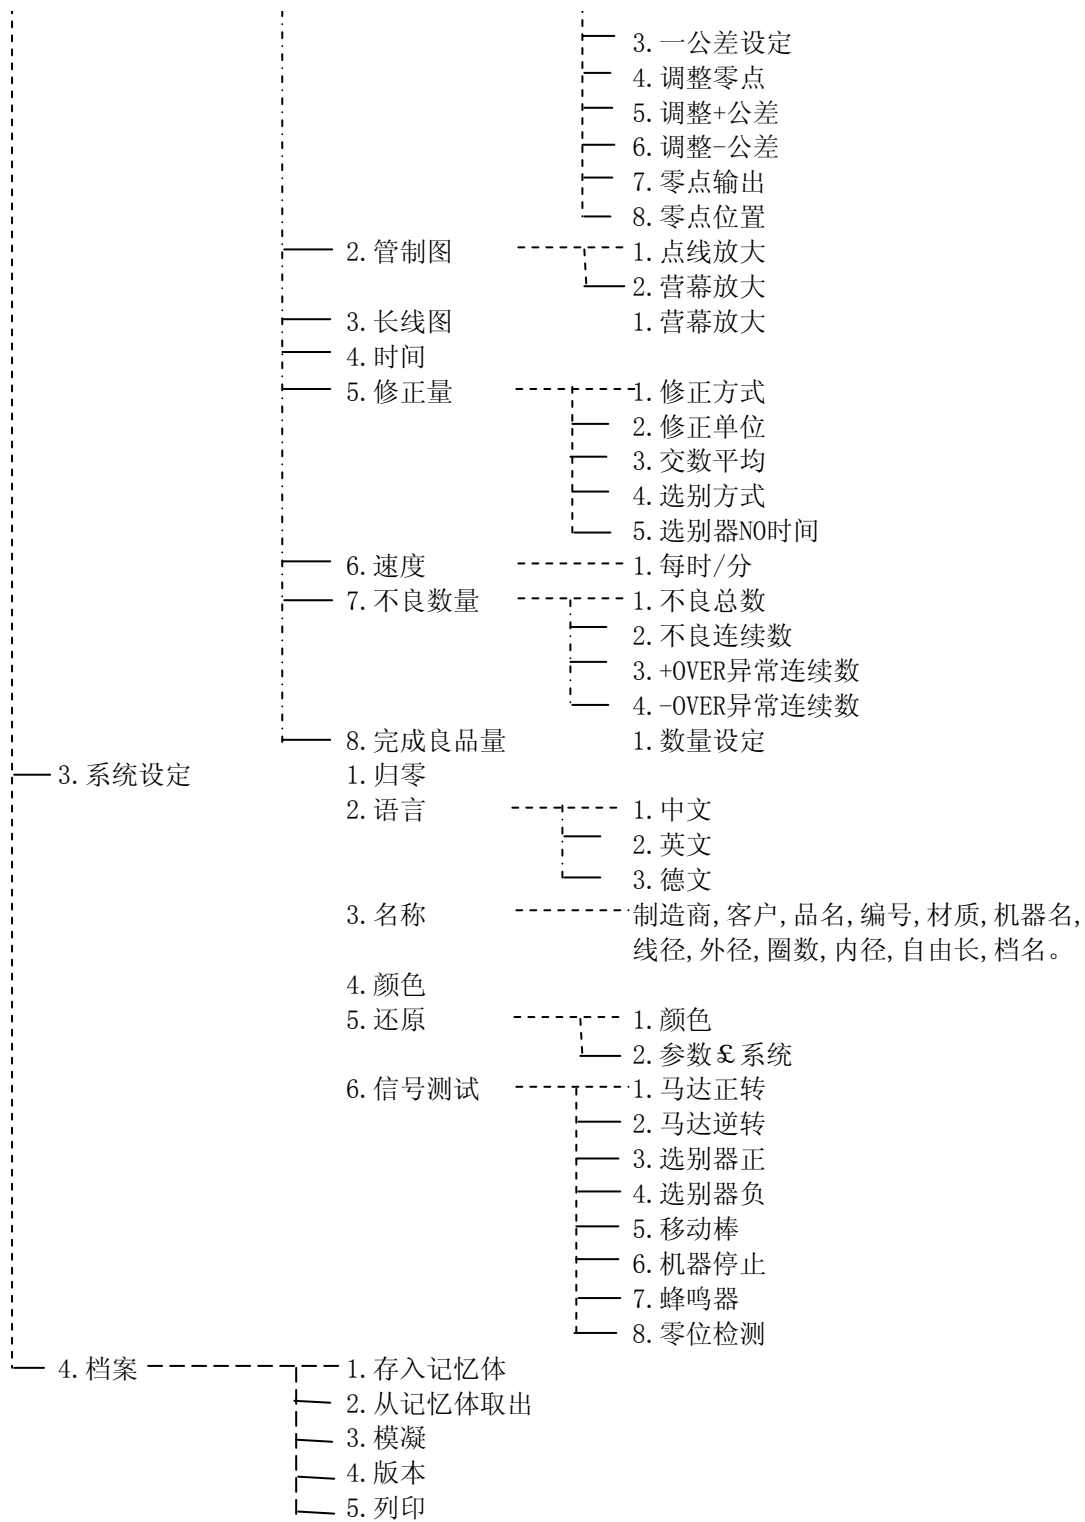 3.一公差设定
4.调整零点
5.调整+公差
6.调整-公差
7.零点输出
8.零点位置
2.管制图 1.点线放大
2.营幕放大
3.长线图 1.营幕放大
4.时间
5.修正量 1.修正方式
2.修正单位
3.交数平均
4.选别方式
5.选别器NO时间
6.速度 1.每时/分
7.不良数量 1.不良总数
2.不良连续数
3.+OVER异常连续数
4.-OVER异常连续数
8.完成良品量 1.数量设定
3.系统设定 1.归零
2.语言 1.中文
2.英文
3.德文
3.名称 制造商,客户,品名,编号,材质,机器名,
线径,外径,圈数,内径,自由长,档名。
4.颜色
5.还原 1.颜色
2.参数￡系统
6.信号测试 1.马达正转
2.马达逆转
3.选别器正
4.选别器负
5.移动棒
6.机器停止
7.蜂鸣器
8.零位检测
4.档案 1.存入记忆体
2.从记忆体取出
3.模凝
4.版本
5.列印